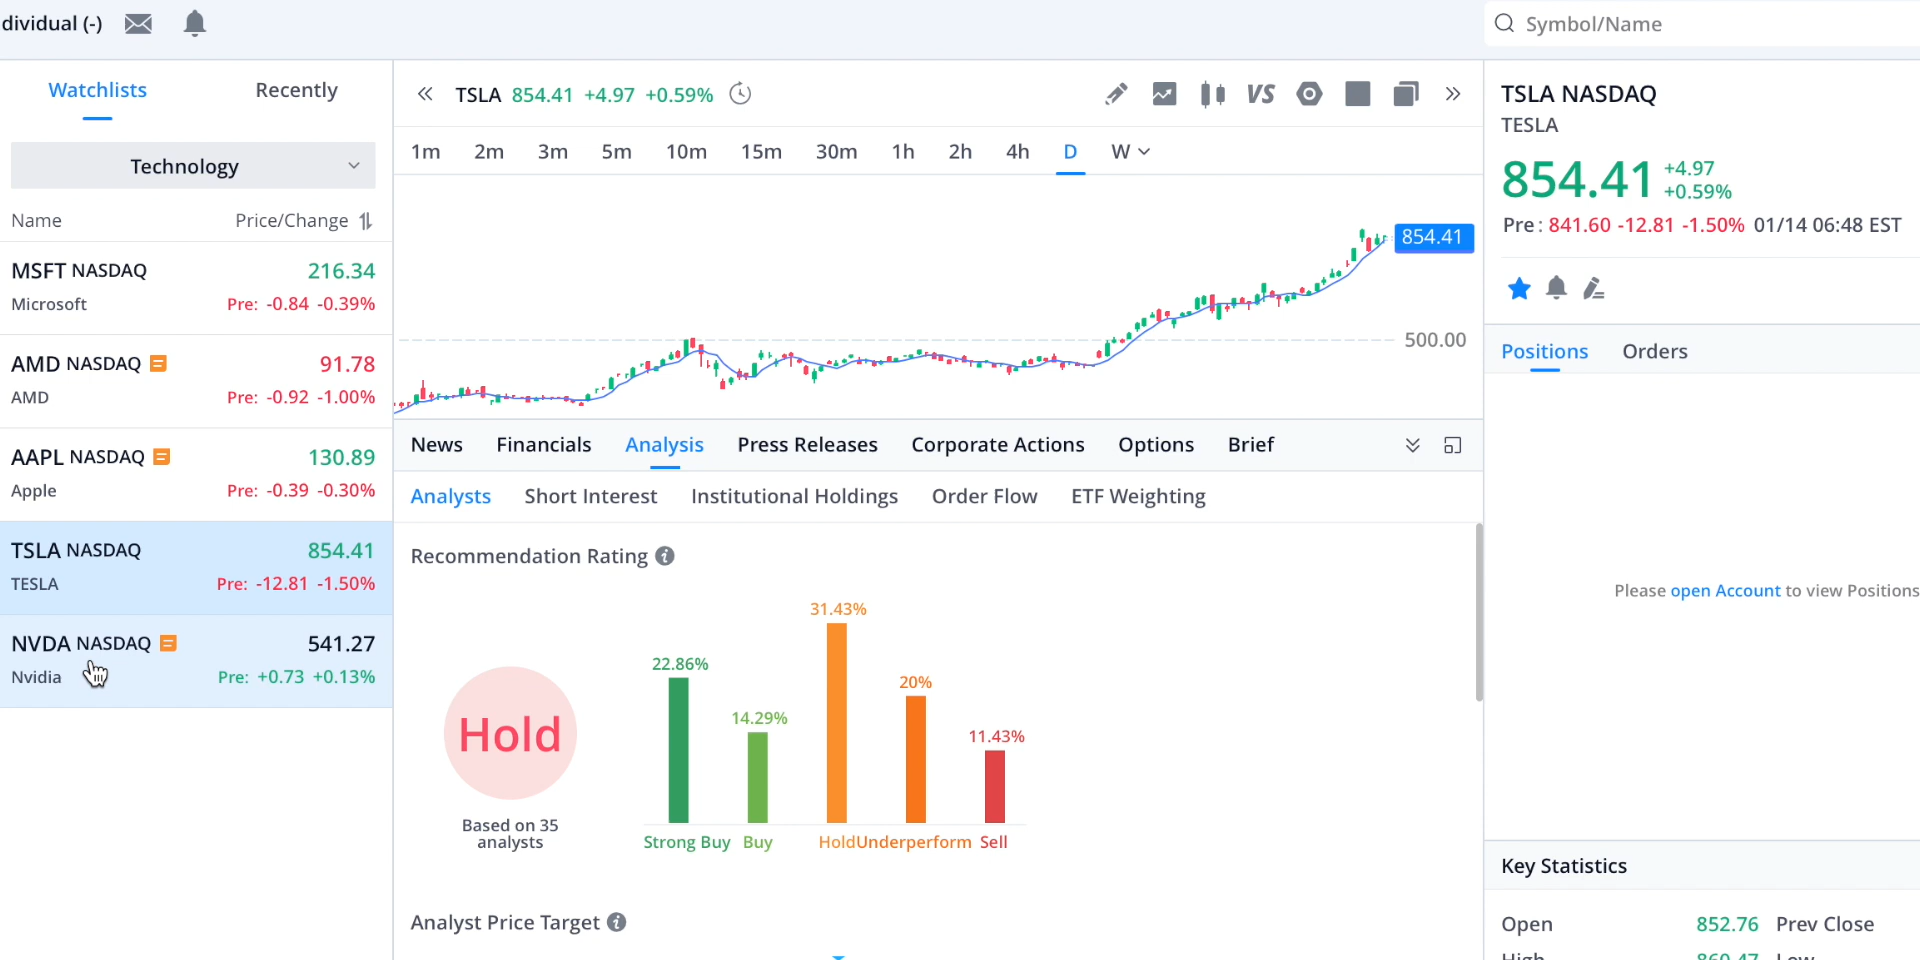 dividual (-)
Symbol/Name
Watchlists Recently
Technology
Name Price/Change
MSFT NASDAQ 216.34
Microsoft Pre: -0.84 -0.39%
AMD NASDAQ 91.78
AMD Pre: -0.92 -1.00%
AAPL NASDAQ 130.89
Apple Pre: -0.39 -0.30%
TSLA NASDAQ 854.41
TESLA Pre: -12.81 -1.50%
NVDA NASDAQ 541.27
Nvidia Pre: +0.73 +0.13%
TSLA 854.41 +4.97 +0.59%
VS
1m 2m 3m 5m 10m 15m 30m 1h 2h 4h D W
854.41
500.00
News Financials Analysis Press Releases Corporate Actions Options Brief
Analysts Short Interest Institutional Holdings Order Flow ETF Weighting
Recommendation Rating
Hold
Based on 35
analysts
22.86% 14.29% 31.43% 20% 11.43%
Strong Buy Buy Hold Underperform Sell
Analyst Price Target
TSLA NASDAQ
TESLA
854.41 +4.97
+0.59%
Pre: 841.60 -12.81 -1.50% 01/14 06:48 EST
Positions Orders
Please open Account to view Positions
Key Statistics
Open 852.76 Prev Close
High 860.47 Low